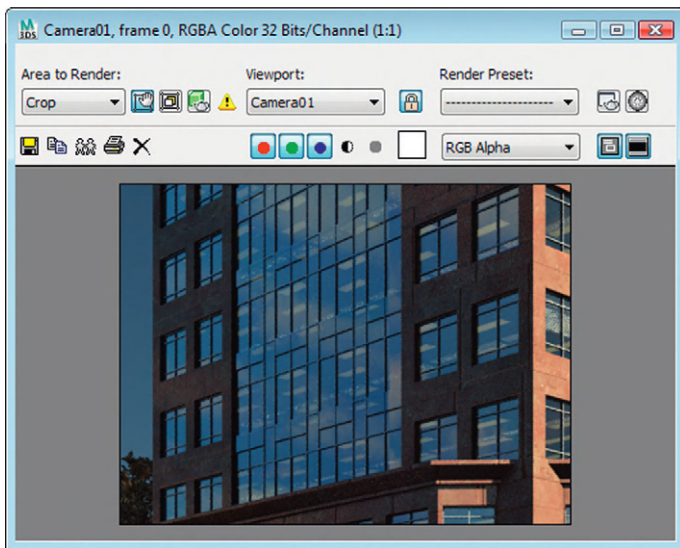 M
3DS
Camera01, frame 0, RGBA Color 32 Bits/Channel (1:1)
Area to Render:
Viewport:
Render Preset:
Crop
Camera01
--------------------
RGB Alpha